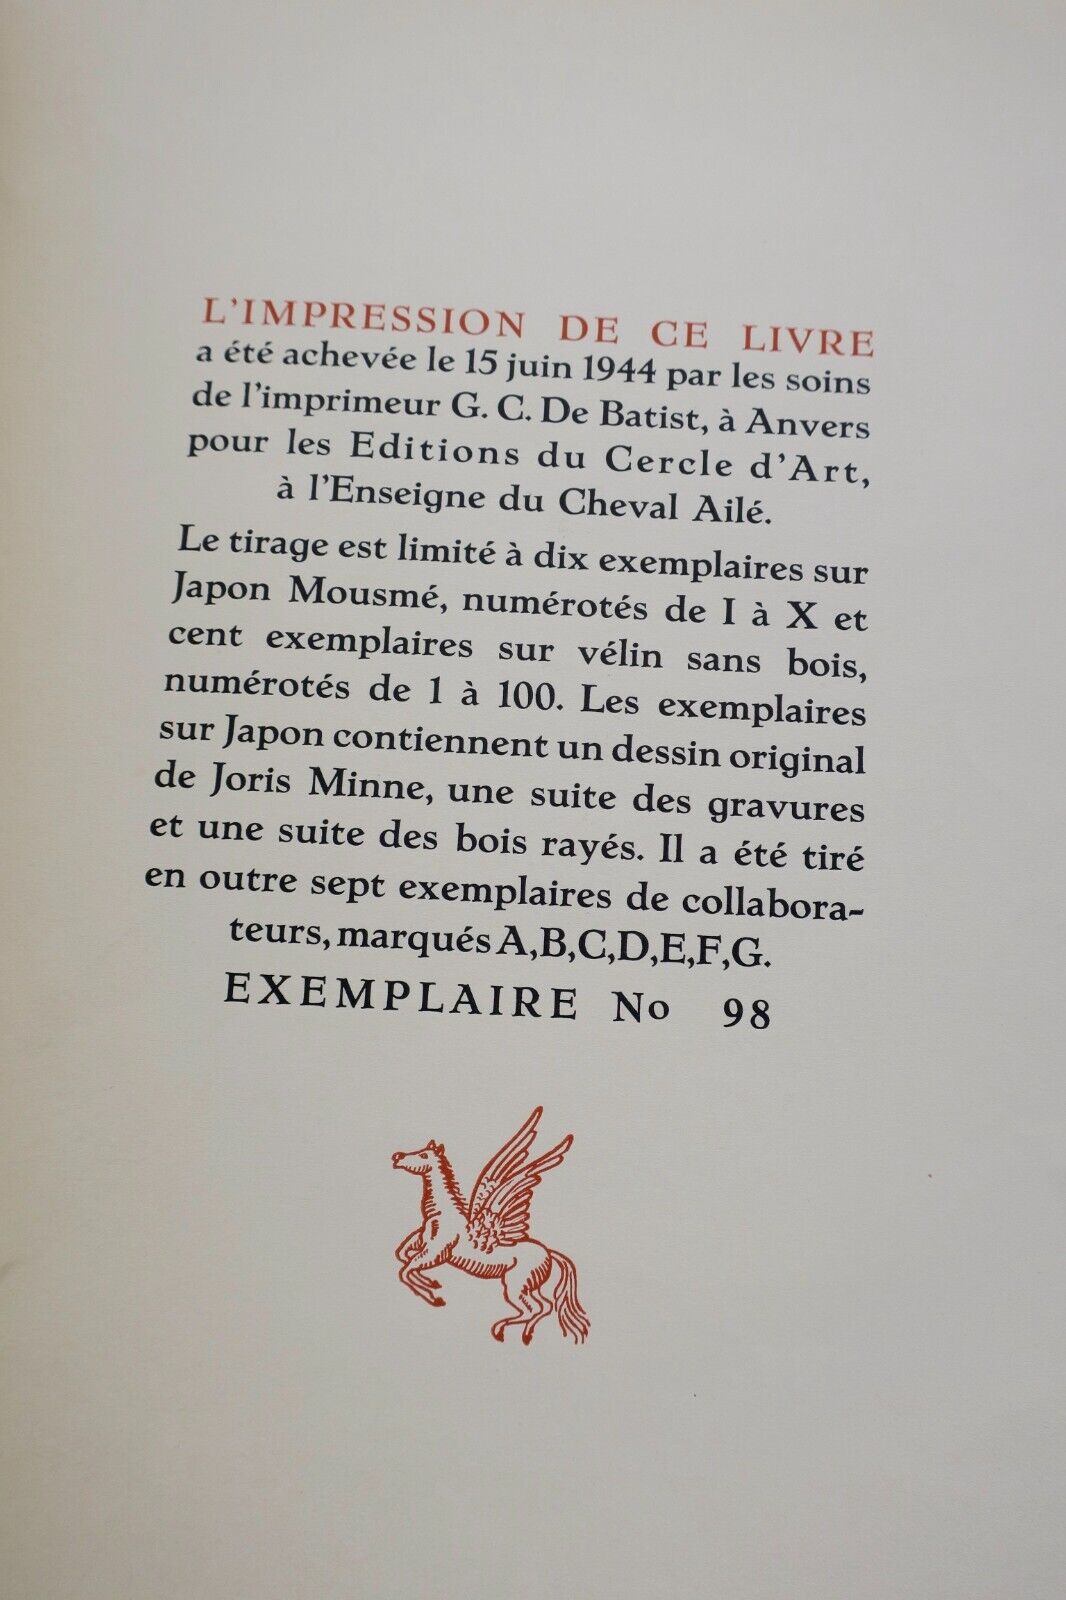 L'IMPRESSION DE CE LIVRE
a été achevée le 15 juin 1944 par les soins
de l'imprimeur G. C. De Batist, à Anvers
pour les Editions du Cercle d'Art,
à l'Enseigne du Cheval Ailé.
Le tirage est limité à dix exemplaires sur
Japon Mousmé, numérotés de I à X et
cent exemplaires sur vélin sans bois,
numérotés de 1 à 100. Les exemplaires
sur Japon contiennent un dessin original
de Joris Minne, une suite des gravures
et une suite des bois rayés. Il a été tiré
en outre sept exemplaires de collabora-
teurs, marqués A,B,C,D,E,F,G.
EXEMPLAIRE No 98